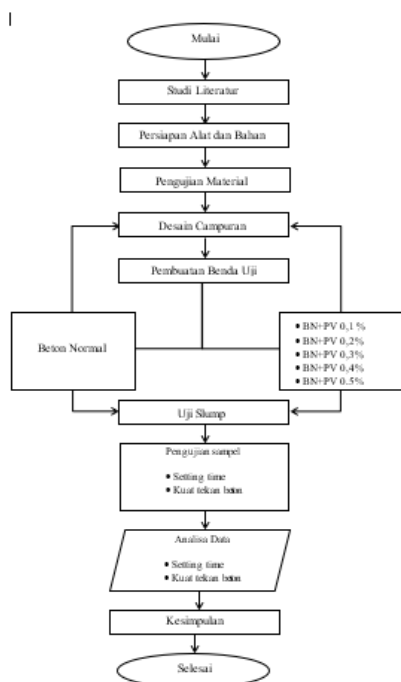 Mulai
Studi Literatur
Persiapan Alat dan Bahan
Pengujian Material
Desain Campuran
Pembuatan Benda Uji
Beton Normal
• BN+PV 0,1 %
• BN+PV 0,2%
• BN+PV 0,3%
• BN+PV 0,4%
• BN+PV 0.5%
Uji Slump
Pengujian sampel
• Setting time
• Kuat tekan beton
Analisa Data
• Setting time
• Kuat tekan beton
Kesimpulan
Selesai